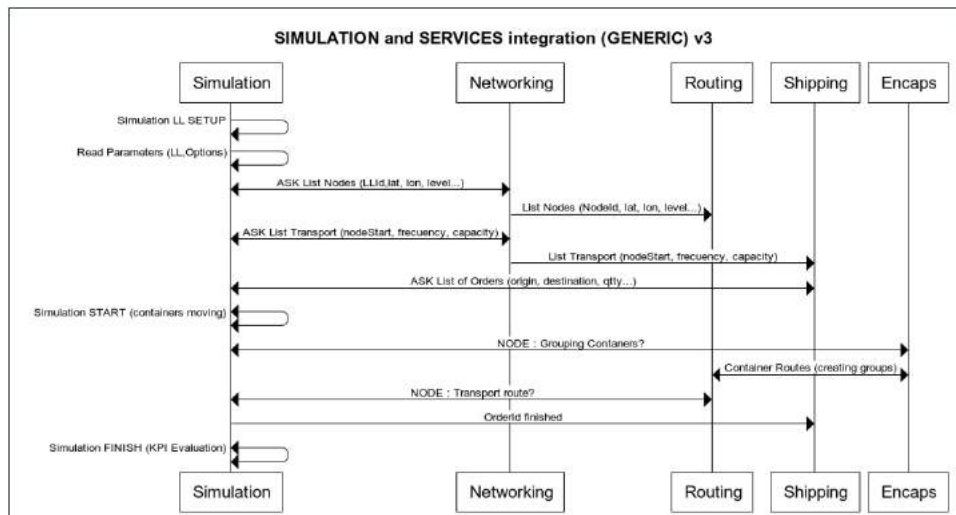 SIMULATION and SERVICES integration (GENERIC) v3
Simulation Networking Routing Shipping Encaps
Simulation LL SETUP
Read Parameters (LL,Options)
ASK List Nodes (LLId,lat, lon, level...)
List Nodes (NodeId, lat, lon, level...)
ASK List Transport (nodeStart, frecuency, capacity)
List Transport (nodeStart, frecuency, capacity)
ASK List of Orders (origin, destination, qtty...)
Simulation START (containers moving)
NODE : Grouping Contaners?
Container Routes (creating groups)
NODE : Transport route?
OrderId finished
Simulation FINISH (KPI Evaluation)
Simulation Networking Routing Shipping Encaps